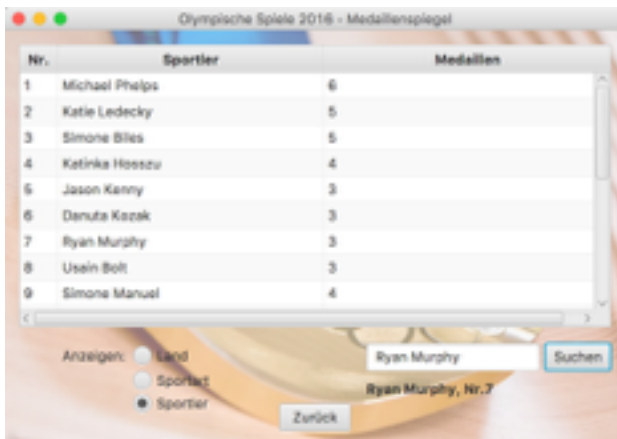 Olympische Spiele 2016 - Medaillenspiegel
Nr. Sportler Medaillen
1 Michael Phelps 6
2 Katie Ledecky 5
3 Simone Biles 5
4 Katinka Hosszu 4
5 Jason Kenny 3
6 Danuta Kozak 3
7 Ryan Murphy 3
8 Usain Bolt 3
9 Simone Manuel 4
Anzeigen: Land Ryan Murphy Suchen
Sportart Ryan Murphy, Nr.7
Sportler
Zurück